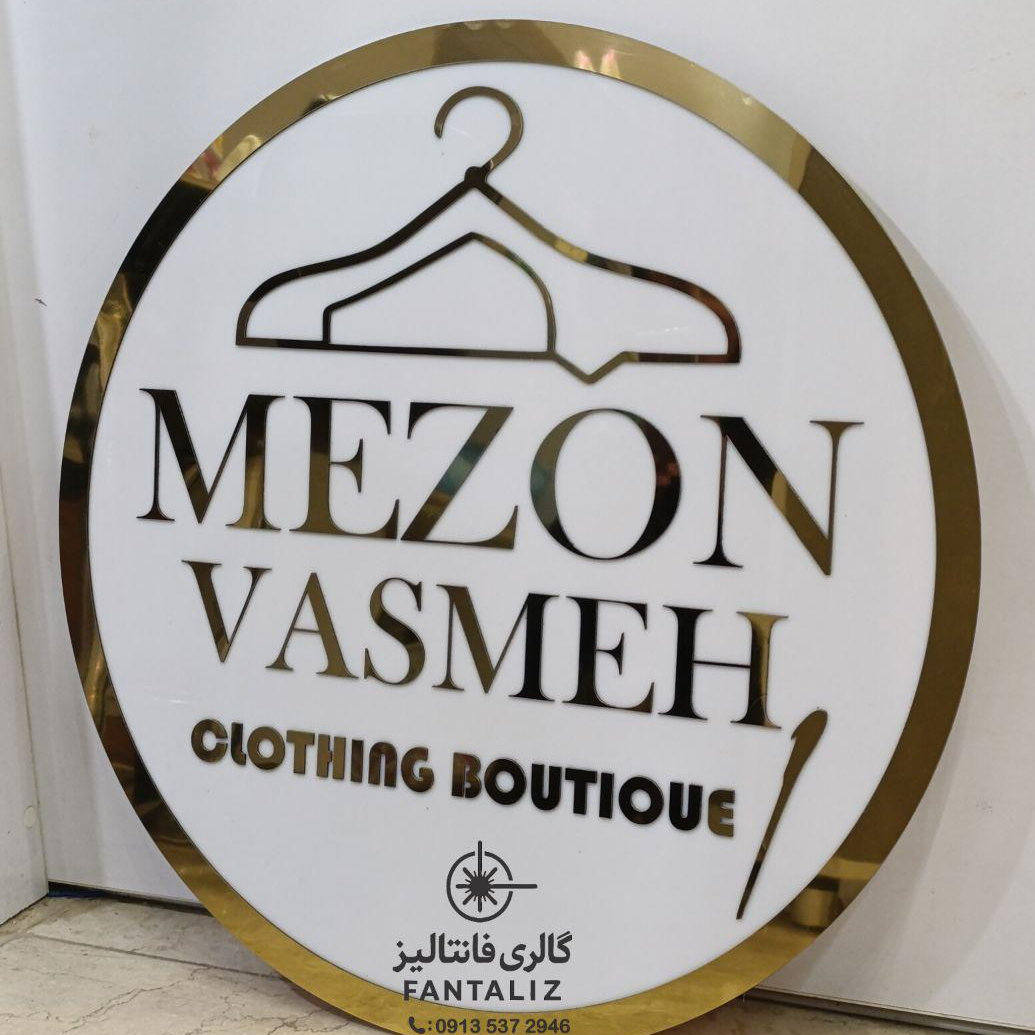 MEZON
VASMEH
CLOTHING BOUTIQUE
گالری فانتالیز
FANTALIZ
:0913 537 2946